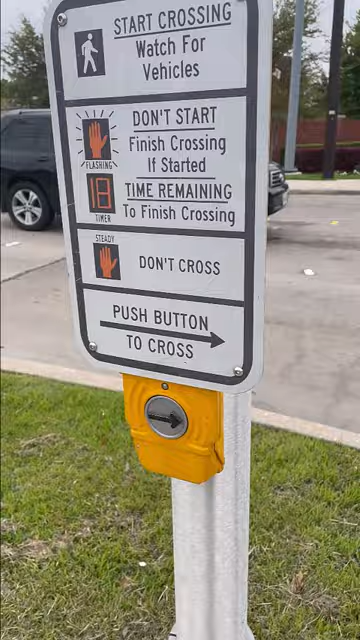 START CROSSING
Watch For
Vehicles
DON'T START
Finish Crossing
If Started
FLASHING
18
TIME REMAINING
To Finish Crossing
TIMER
STEADY
DON'T CROSS
PUSH BUTTON
TO CROSS